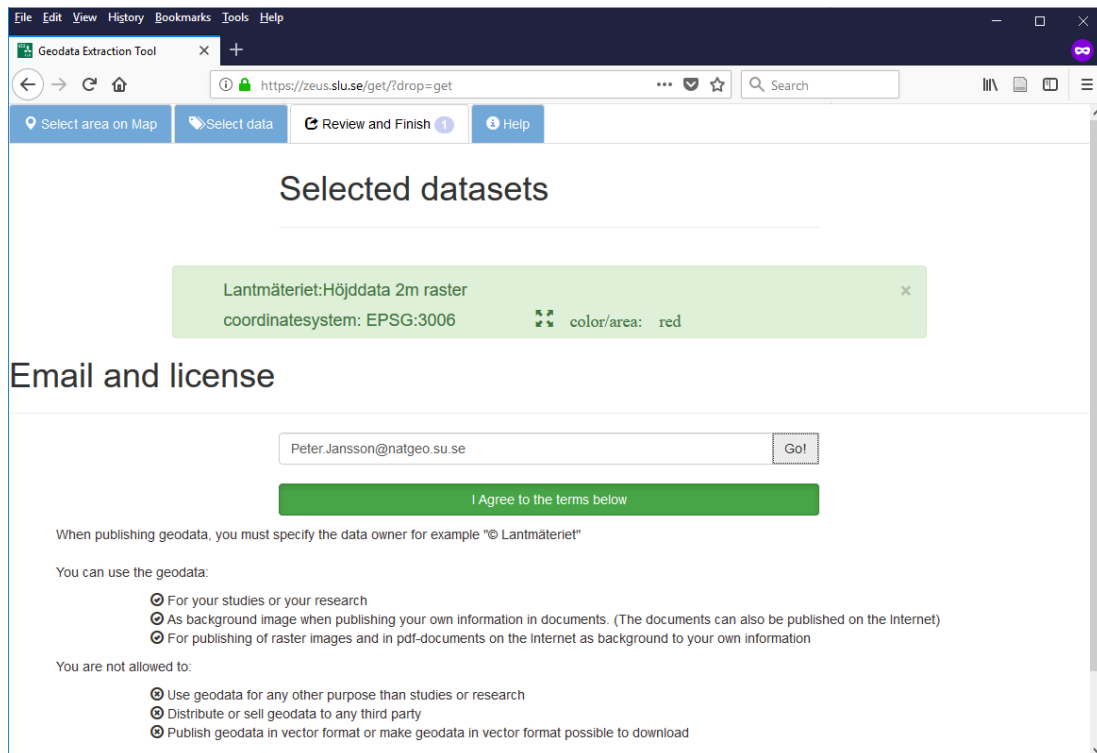 File Edit View History Bookmarks Tools Help
Geodata Extraction Tool
https://zeus.slu.se/get/?drop=get
Search
Select area on Map Select data Review and Finish 1 Help
Selected datasets
Lantmäteriet:Höjddata 2m raster
coordinatesystem: EPSG:3006 color/area: red
Email and license
Peter.Jansson@natgeo.su.se Go!
I Agree to the terms below
When publishing geodata, you must specify the data owner for example "© Lantmäteriet"
You can use the geodata:
For your studies or your research
As background image when publishing your own information in documents. (The documents can also be published on the Internet)
For publishing of raster images and in pdf-documents on the Internet as background to your own information
You are not allowed to:
Use geodata for any other purpose than studies or research
Distribute or sell geodata to any third party
Publish geodata in vector format or make geodata in vector format possible to download